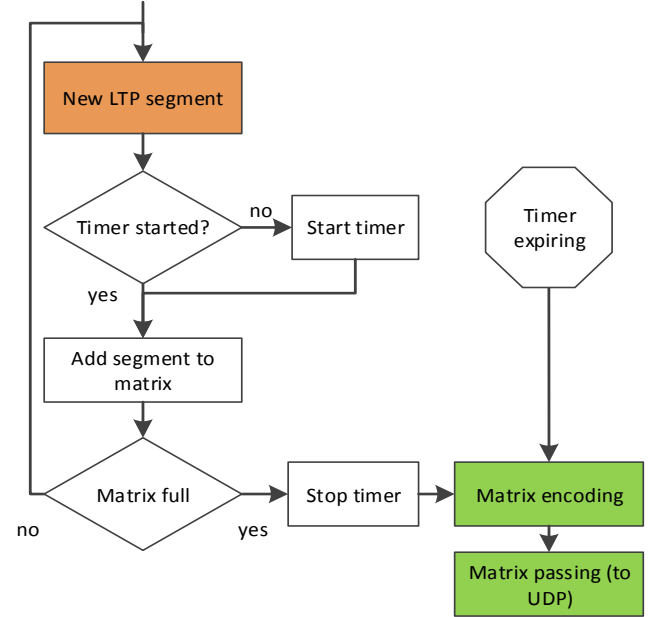 New LTP segment
Timer started?
no
Start timer
Timer
expiring
yes
Add segment to
matrix
Matrix full
Stop timer
Matrix encoding
no
yes
Matrix passing (to
UDP)